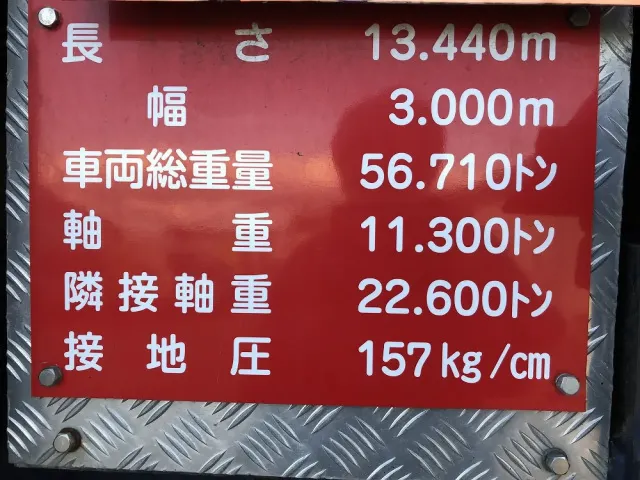 長さ 13.440m
幅 3.000m
車両総重量 56.710トン
軸重 11.300トン
隣接軸重 22.600トン
接地圧 157kg/cm